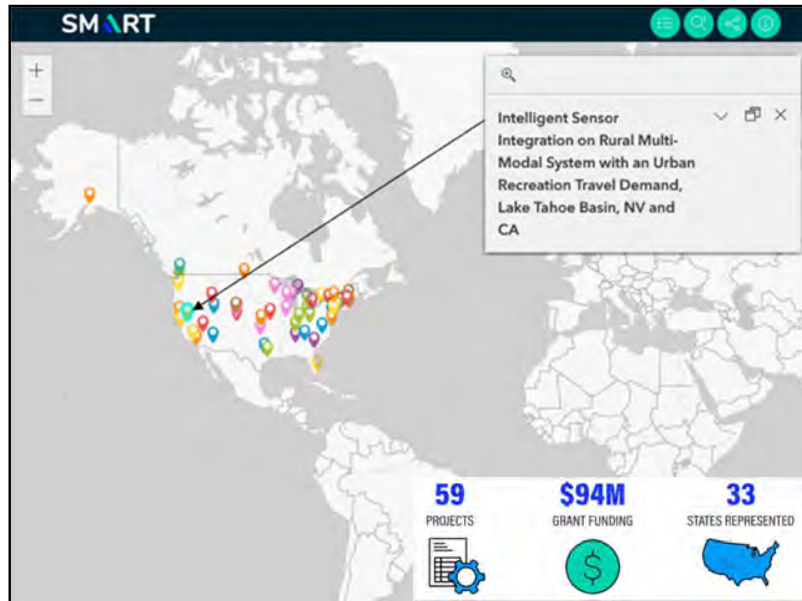 SMART
Intelligent Sensor
Integration on Rural Multi-
Modal System with an Urban
Recreation Travel Demand,
Lake Tahoe Basin, NV and
CA
59
PROJECTS
$94M
GRANT FUNDING
33
STATES REPRESENTED